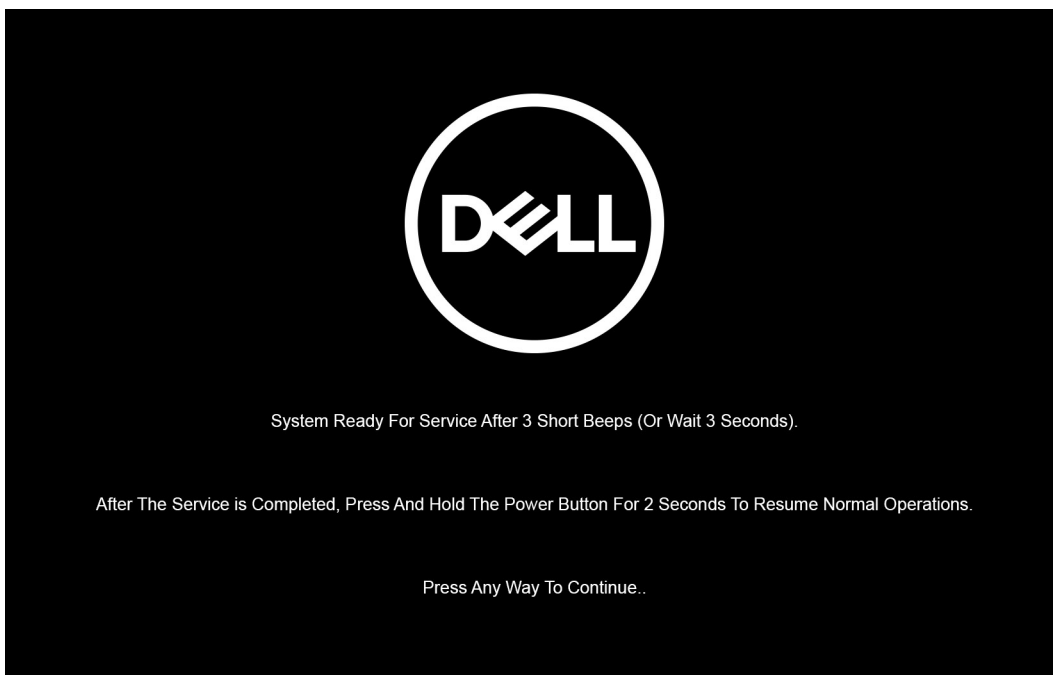 DELL
System Ready For Service After 3 Short Beeps (Or Wait 3 Seconds).
After The Service is Completed, Press And Hold The Power Button For 2 Seconds To Resume Normal Operations.
Press Any Way To Continue..